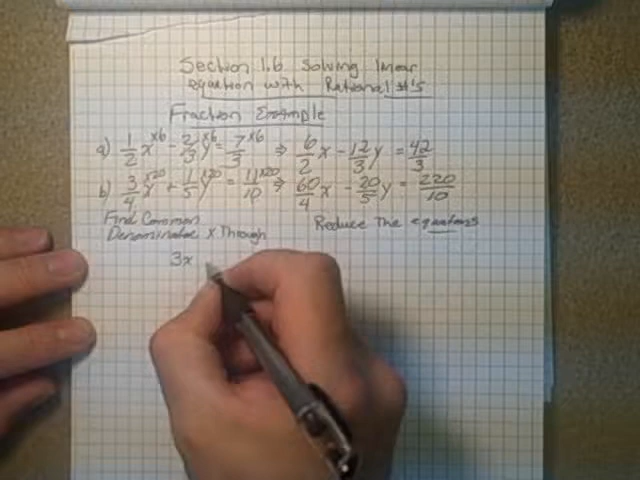 Section 1.6 Solving linear
equation with Rational #'s
Fraction Example
a) 1/2 x ×6 - 2/3 y ×6 = 7/3 ×6 ⇒ 6/2 x - 12/3 y = 42/3
b) 3/4 x ×20 + 1/5 y ×20 = 11/10 ×20 ⇒ 60/4 x - 20/5 y = 220/10
Find Common Reduce The equations
Denominator x Through
3x